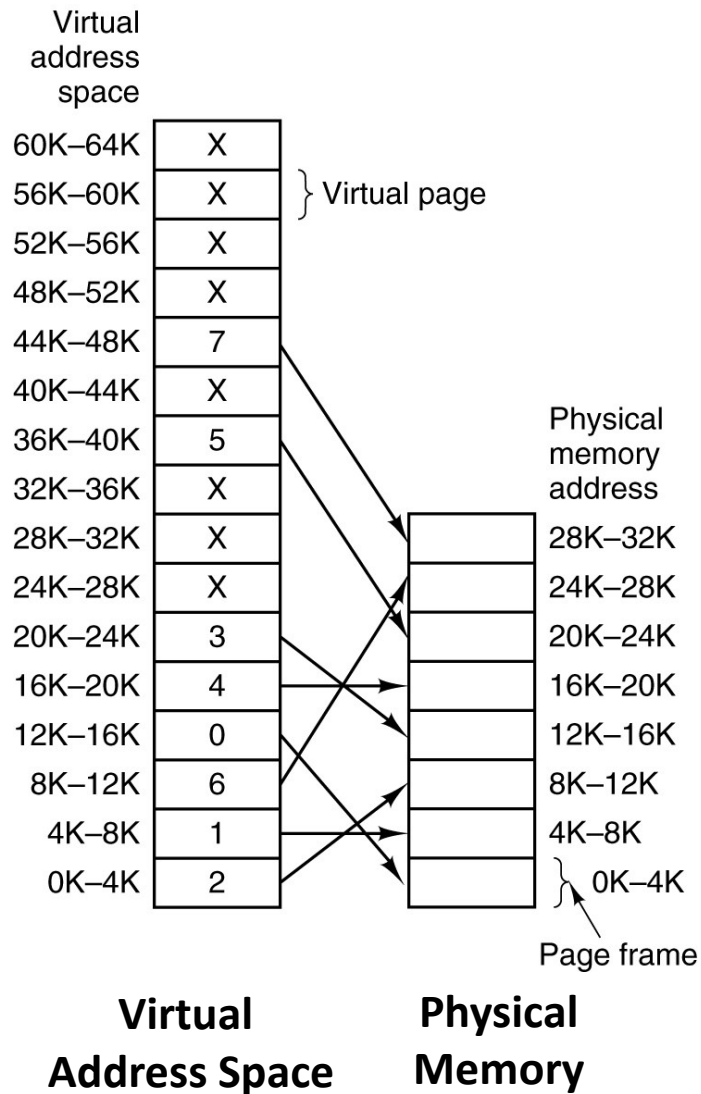 Virtual
address
space
60K–64K X
56K–60K X Virtual page
52K–56K X
48K–52K X
44K–48K 7
40K–44K X
36K–40K 5
32K–36K X
28K–32K X
24K–28K X
20K–24K 3
16K–20K 4
12K–16K 0
8K–12K 6
4K–8K 1
0K–4K 2
Physical
memory
address
28K–32K
24K–28K
20K–24K
16K–20K
12K–16K
8K–12K
4K–8K
0K–4K
Page frame
Virtual
Address Space
Physical
Memory